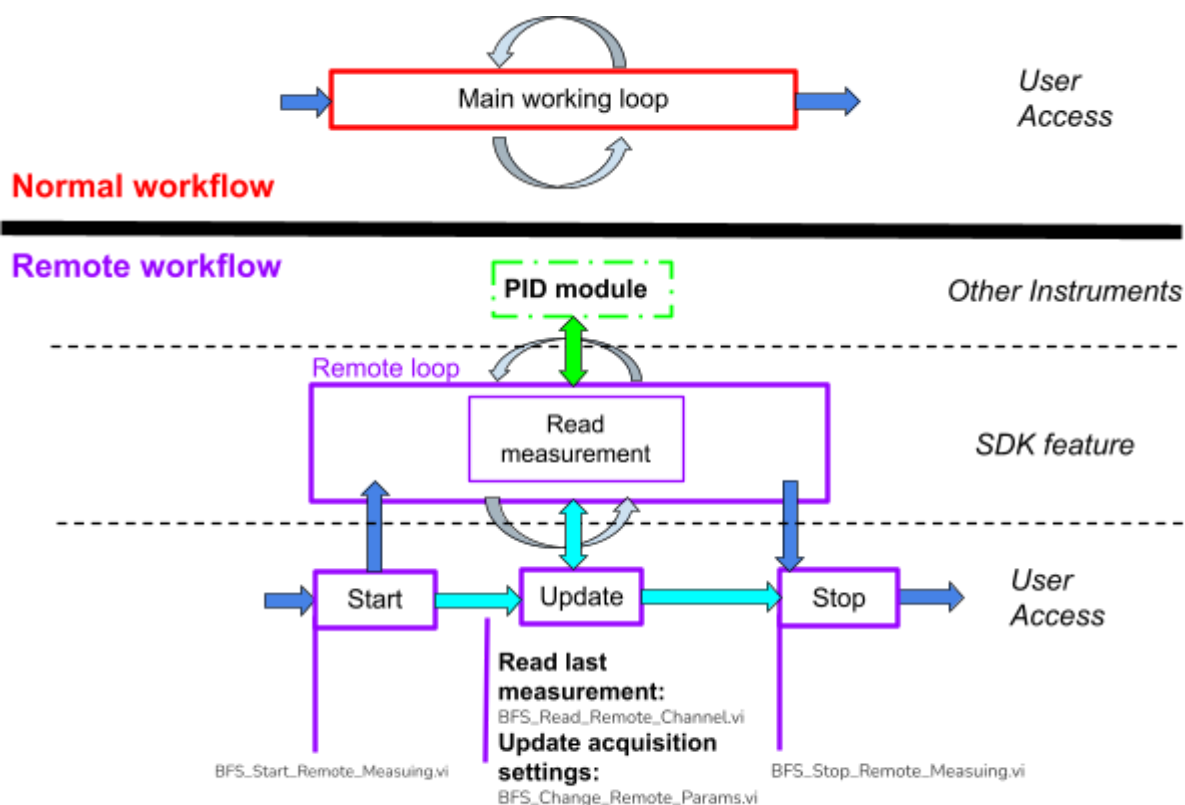 Main working loop
User
Access
Normal workflow
Remote workflow
PID module
Other Instruments
Remote loop
Read
measurement
SDK feature
Start
Update
Stop
User
Access
Read last
measurement:
BFS_Read_Remote_Channel.vi
Update acquisition
settings:
BFS_Change_Remote_Params.vi
BFS_Start_Remote_Measuing.vi
BFS_Stop_Remote_Measuing.vi